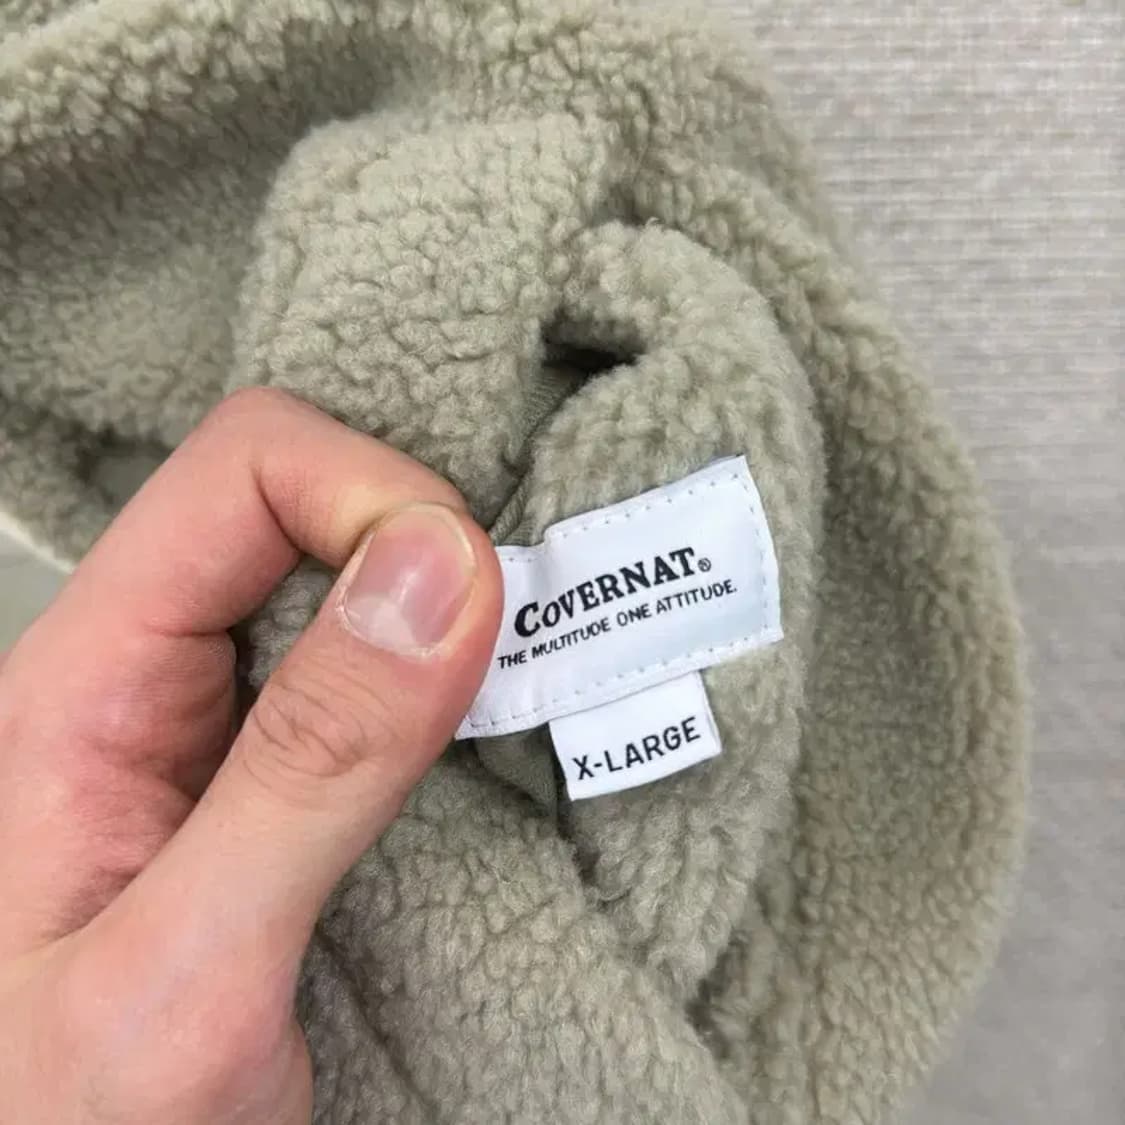 COVERNAT®
THE MULTITUDE ONE ATTITUDE.
X-LARGE